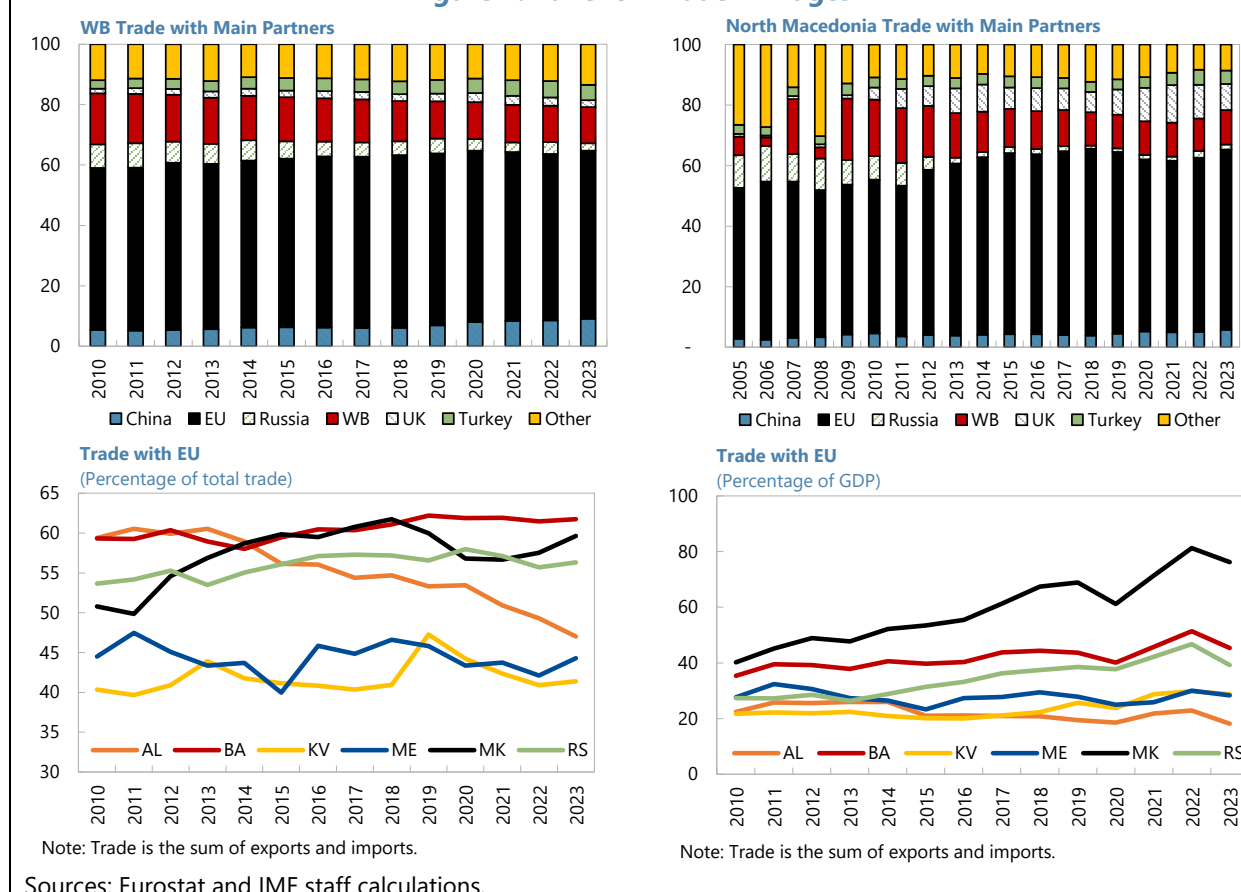 WB Trade with Main Partners
100
80
60
40
20
0
2010 2011 2012 2013 2014 2015 2016 2017 2018 2019 2020 2021 2022 2023
China EU Russia WB UK Turkey Other
North Macedonia Trade with Main Partners
100
80
60
40
20
-
2005 2006 2007 2008 2009 2010 2011 2012 2013 2014 2015 2016 2017 2018 2019 2020 2021 2022 2023
China EU Russia WB UK Turkey Other
Trade with EU
(Percentage of total trade)
65
60
55
50
45
40
35
30
AL BA KV ME MK RS
2010 2011 2012 2013 2014 2015 2016 2017 2018 2019 2020 2021 2022 2023
Note: Trade is the sum of exports and imports.
Trade with EU
(Percentage of GDP)
100
80
60
40
20
0
AL BA KV ME MK RS
2010 2011 2012 2013 2014 2015 2016 2017 2018 2019 2020 2021 2022 2023
Note: Trade is the sum of exports and imports.
Sources: Eurostat and IMF staff calculations.